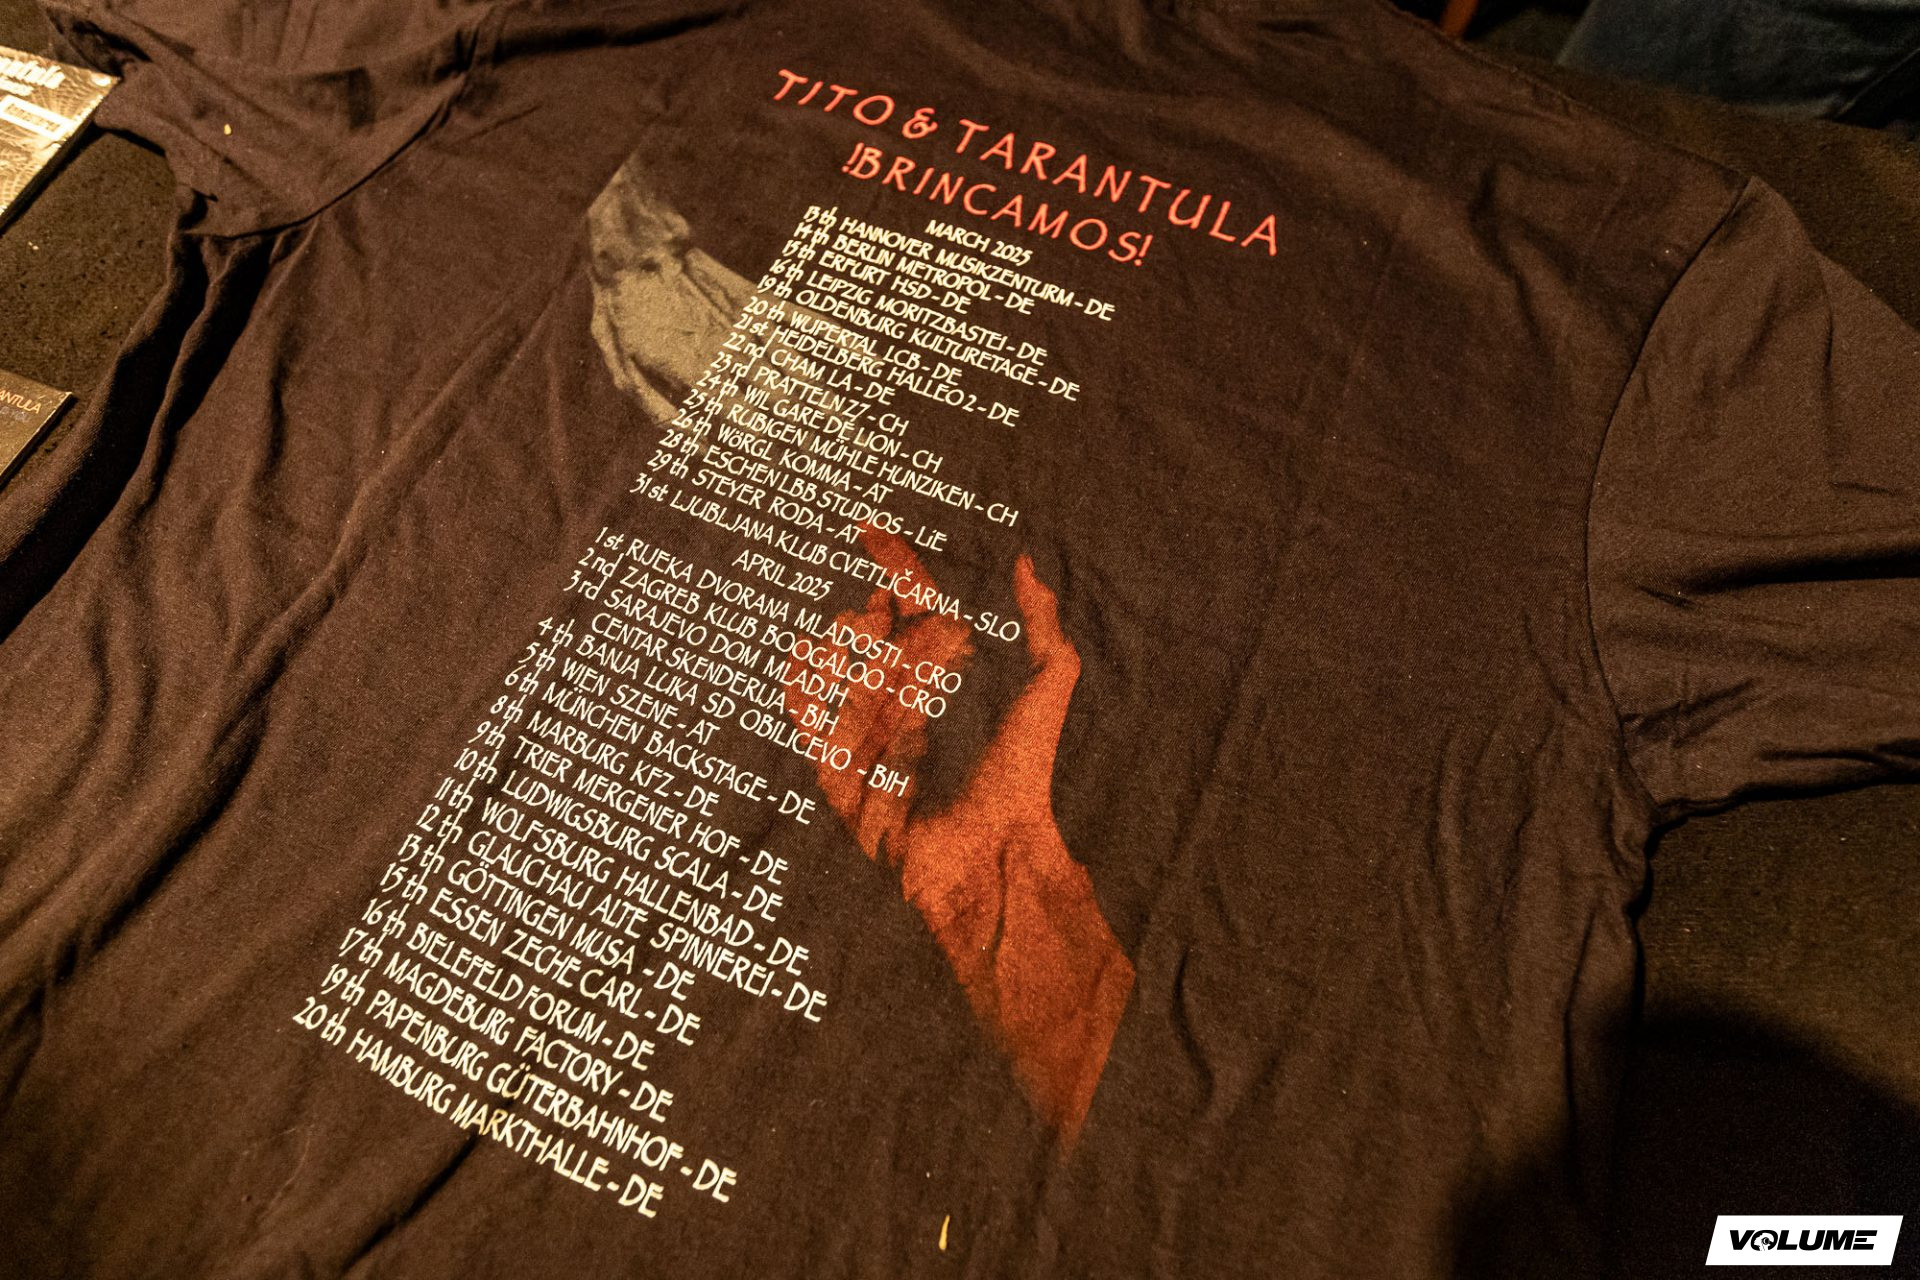 TITO & TARANTULA
!BRINCAMOS!
MARCH 2025
13th HANNOVER MUSIKZENTURM - DE
14th BERLIN METROPOL - DE
15th ERFURT HSD - DE
16th LEIPZIG MORITZBASTEI - DE
19th OLDENBURG KULTURETAGE - DE
20th WUPERTAL LCB - DE
21st HEIDELBERG HALLE02 - DE
22nd CHAM LA - DE
23rd PRATTELN Z7 - CH
24th WIL GARE DE LION - CH
25th RUBIGEN MÜHLE HUNZIKEN - CH
26th WöRGL KOMMA - AT
28th ESCHEN LBB STUDIOS - LiE
29th STEYER RODA - AT
31st LJUBLJANA KLUB CVETLIČARNA - SLO
APRIL 2025
1st RIJEKA DVORANA MLADOSTI - CRO
2nd ZAGREB KLUB BOOGALOO - CRO
3rd SARAJEVO DOM MLADJH
CENTAR SKENDERIJA - BIH
4th BANJA LUKA SD OBILICEVO - BIH
5th WIEN SZENE - AT
6th MÜNCHEN BACKSTAGE - DE
8th MARBURG KFZ - DE
9th TRIER MERGENER HOF - DE
10th LUDWIGSBURG SCALA - DE
11th WOLFSBURG HALLENBAD - DE
12th GLAUCHAU ALTE SPINNEREI - DE
13th GÖTTINGEN MUSA - DE
15th ESSEN ZECHE CARL - DE
16th BIELEFELD FORUM - DE
17th MAGDEBURG FACTORY - DE
19th PAPENBURG GÜTERBAHNHOF - DE
20th HAMBURG MARKTHALLE - DE
VOLUME